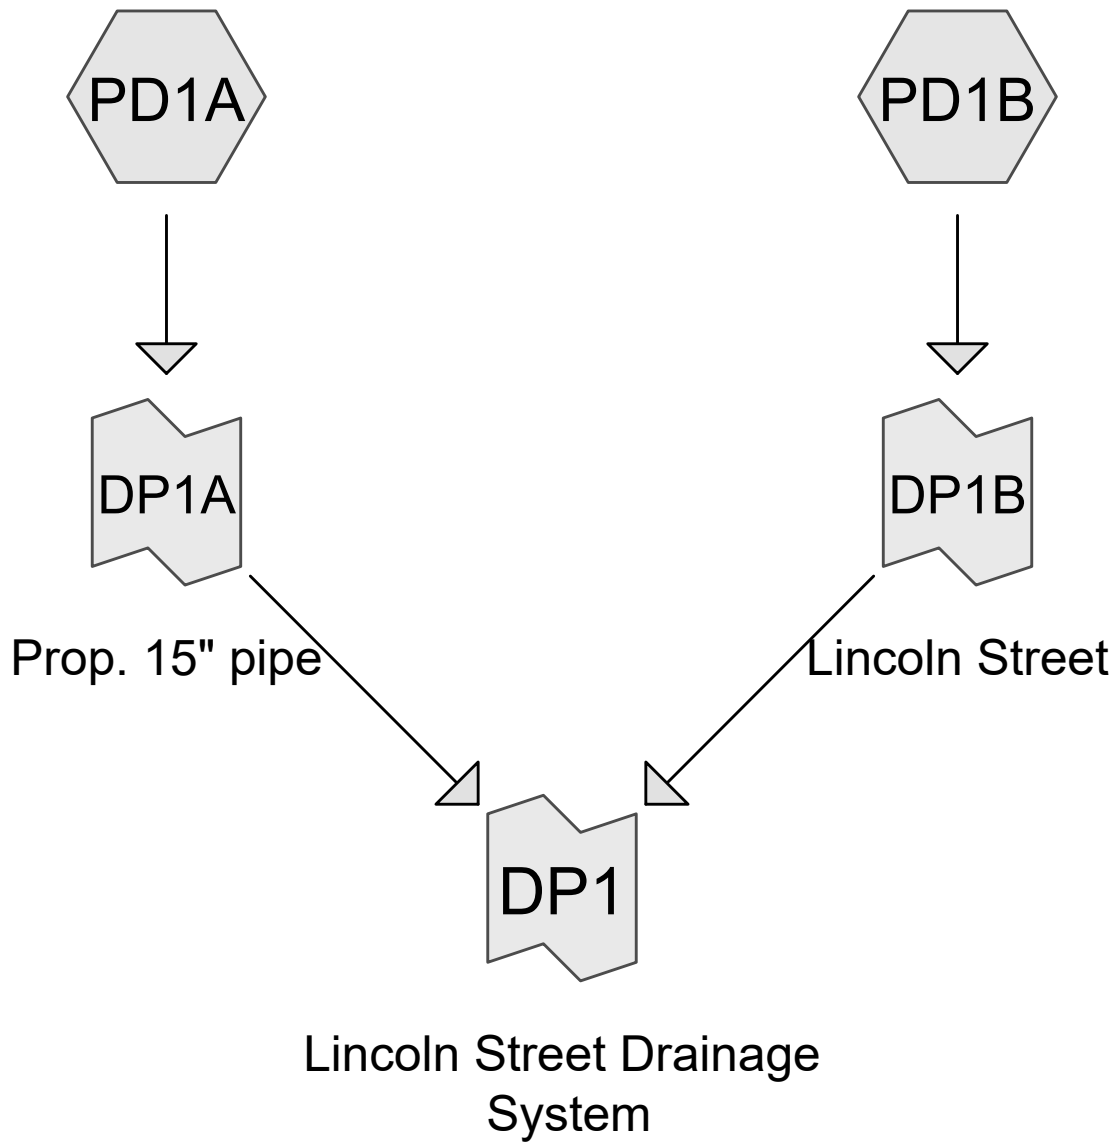 PD1A
PD1B
DP1A
DP1B
Prop. 15" pipe
Lincoln Street
DP1
Lincoln Street Drainage
System